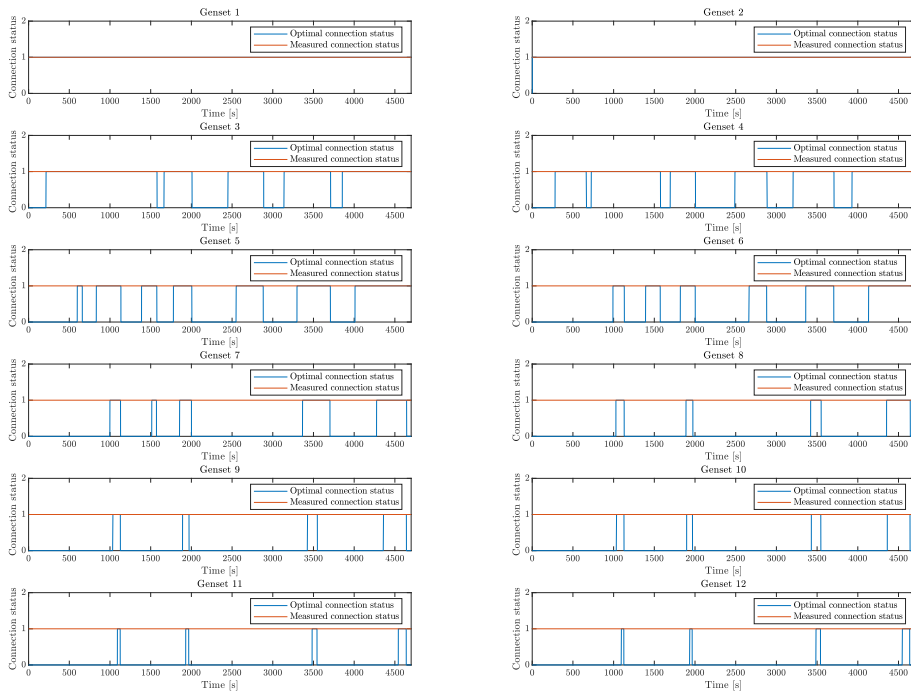 Genset 1
2
1
0
Connection status
Optimal connection status
Measured connection status
0 500 1000 1500 2000 2500 3000 3500 4000 4500
Time [s]
Genset 2
2
1
0
Connection status
Optimal connection status
Measured connection status
0 500 1000 1500 2000 2500 3000 3500 4000 4500
Time [s]
Genset 3
2
1
0
Connection status
Optimal connection status
Measured connection status
0 500 1000 1500 2000 2500 3000 3500 4000 4500
Time [s]
Genset 4
2
1
0
Connection status
Optimal connection status
Measured connection status
0 500 1000 1500 2000 2500 3000 3500 4000 4500
Time [s]
Genset 5
2
1
0
Connection status
Optimal connection status
Measured connection status
0 500 1000 1500 2000 2500 3000 3500 4000 4500
Time [s]
Genset 6
2
1
0
Connection status
Optimal connection status
Measured connection status
0 500 1000 1500 2000 2500 3000 3500 4000 4500
Time [s]
Genset 7
2
1
0
Connection status
Optimal connection status
Measured connection status
0 500 1000 1500 2000 2500 3000 3500 4000 4500
Time [s]
Genset 8
2
1
0
Connection status
Optimal connection status
Measured connection status
0 500 1000 1500 2000 2500 3000 3500 4000 4500
Time [s]
Genset 9
2
1
0
Connection status
Optimal connection status
Measured connection status
0 500 1000 1500 2000 2500 3000 3500 4000 4500
Time [s]
Genset 10
2
1
0
Connection status
Optimal connection status
Measured connection status
0 500 1000 1500 2000 2500 3000 3500 4000 4500
Time [s]
Genset 11
2
1
0
Connection status
Optimal connection status
Measured connection status
0 500 1000 1500 2000 2500 3000 3500 4000 4500
Time [s]
Genset 12
2
1
0
Connection status
Optimal connection status
Measured connection status
0 500 1000 1500 2000 2500 3000 3500 4000 4500
Time [s]